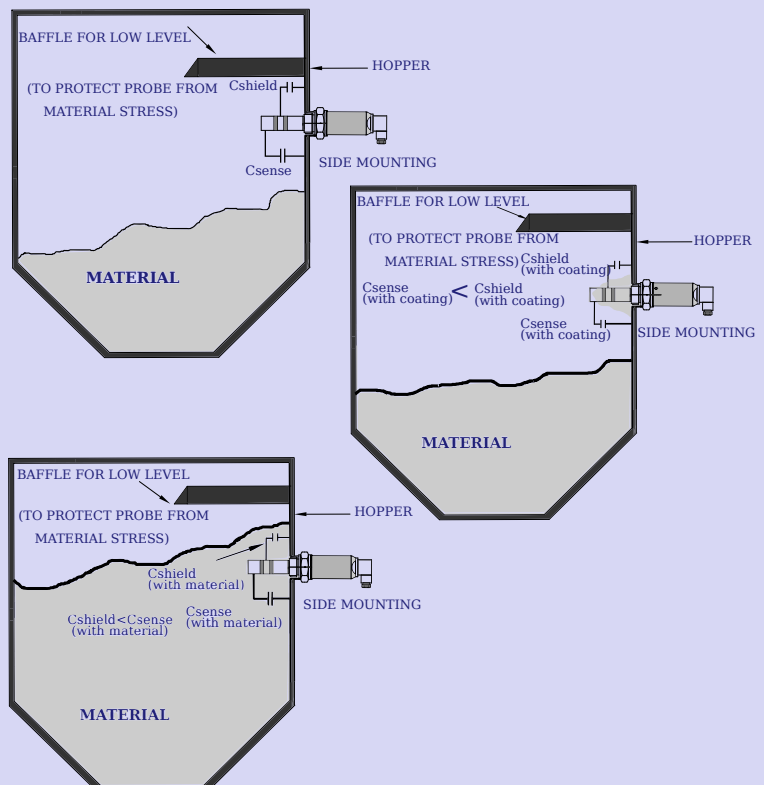 BAFFLE FOR LOW LEVEL
HOPPER
(TO PROTECT PROBE FROM
MATERIAL STRESS)
Cshield
Csense
SIDE MOUNTING
MATERIAL
BAFFLE FOR LOW LEVEL
(TO PROTECT PROBE FROM
HOPPER
MATERIAL STRESS)
Cshield
(with coating)
Csense
(with coating)
<
Cshield
(with coating)
Csense
(with coating)
SIDE MOUNTING
MATERIAL
BAFFLE FOR LOW LEVEL
HOPPER
(TO PROTECT PROBE FROM
MATERIAL STRESS)
Cshield
(with material)
Csense
(with material)
Cshield<Csense
(with material)
SIDE MOUNTING
MATERIAL